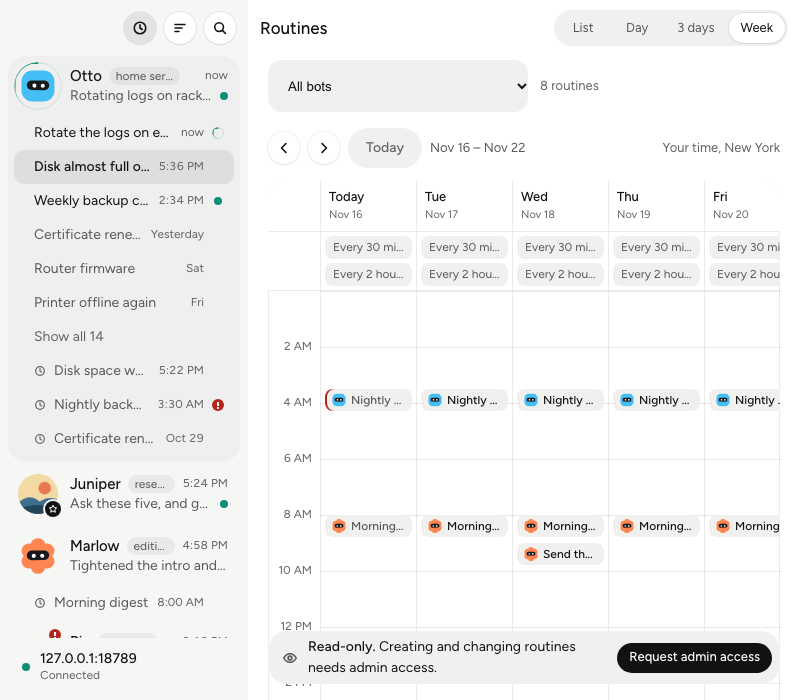 Otto home ser... now
Rotating logs on rack...
Rotate the logs on e... now
Disk almost full o... 5:36 PM
Weekly backup c... 2:34 PM
Certificate rene... Yesterday
Router firmware Sat
Printer offline again Fri
Show all 14
Disk space w... 5:22 PM
Nightly back... 3:30 AM
Certificate ren... Oct 29
Juniper rese... 5:24 PM
Ask these five, and g...
Marlow editi... 4:58 PM
Tightened the intro and...
Morning digest 8:00 AM
127.0.0.1:18789
Connected
Routines
List Day 3 days Week
All bots 8 routines
Today Nov 16 – Nov 22 Your time, New York
Today Tue Wed Thu Fri
Nov 16 Nov 17 Nov 18 Nov 19 Nov 20
Every 30 mi... Every 30 mi... Every 30 mi... Every 30 mi... Every 30 mi
Every 2 hou... Every 2 hou... Every 2 hou... Every 2 hou... Every 2 hou
2 AM
4 AM Nightly ... Nightly ... Nightly ... Nightly ... Nightly .
6 AM
8 AM Morning... Morning... Morning... Morning... Morning
Send th...
10 AM
12 PM
Read-only. Creating and changing routines
needs admin access.
Request admin access